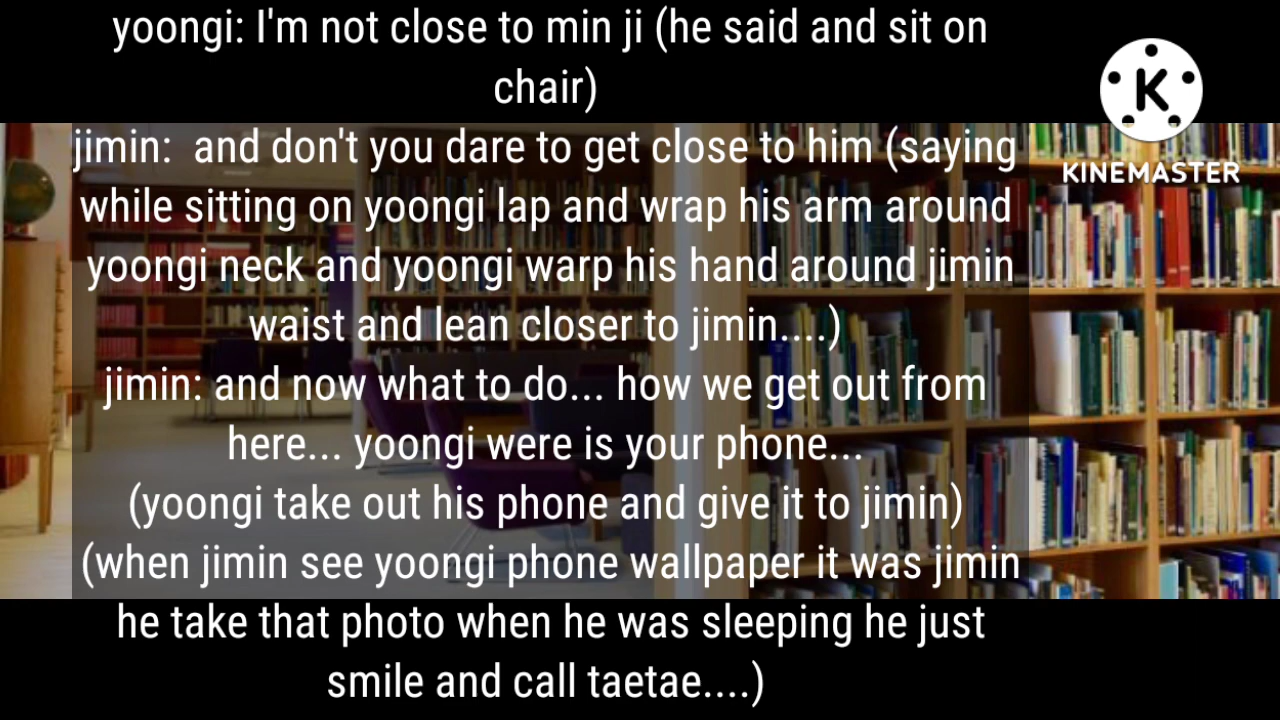 yoongi: I'm not close to min ji (he said and sit on
chair)
jimin:  and don't you dare to get close to him (saying
while sitting on yoongi lap and wrap his arm around
yoongi neck and yoongi warp his hand around jimin
waist and lean closer to jimin....)
jimin: and now what to do... how we get out from
here... yoongi were is your phone...
(yoongi take out his phone and give it to jimin)
(when jimin see yoongi phone wallpaper it was jimin
he take that photo when he was sleeping he just
smile and call taetae....)
K
KINEMASTER